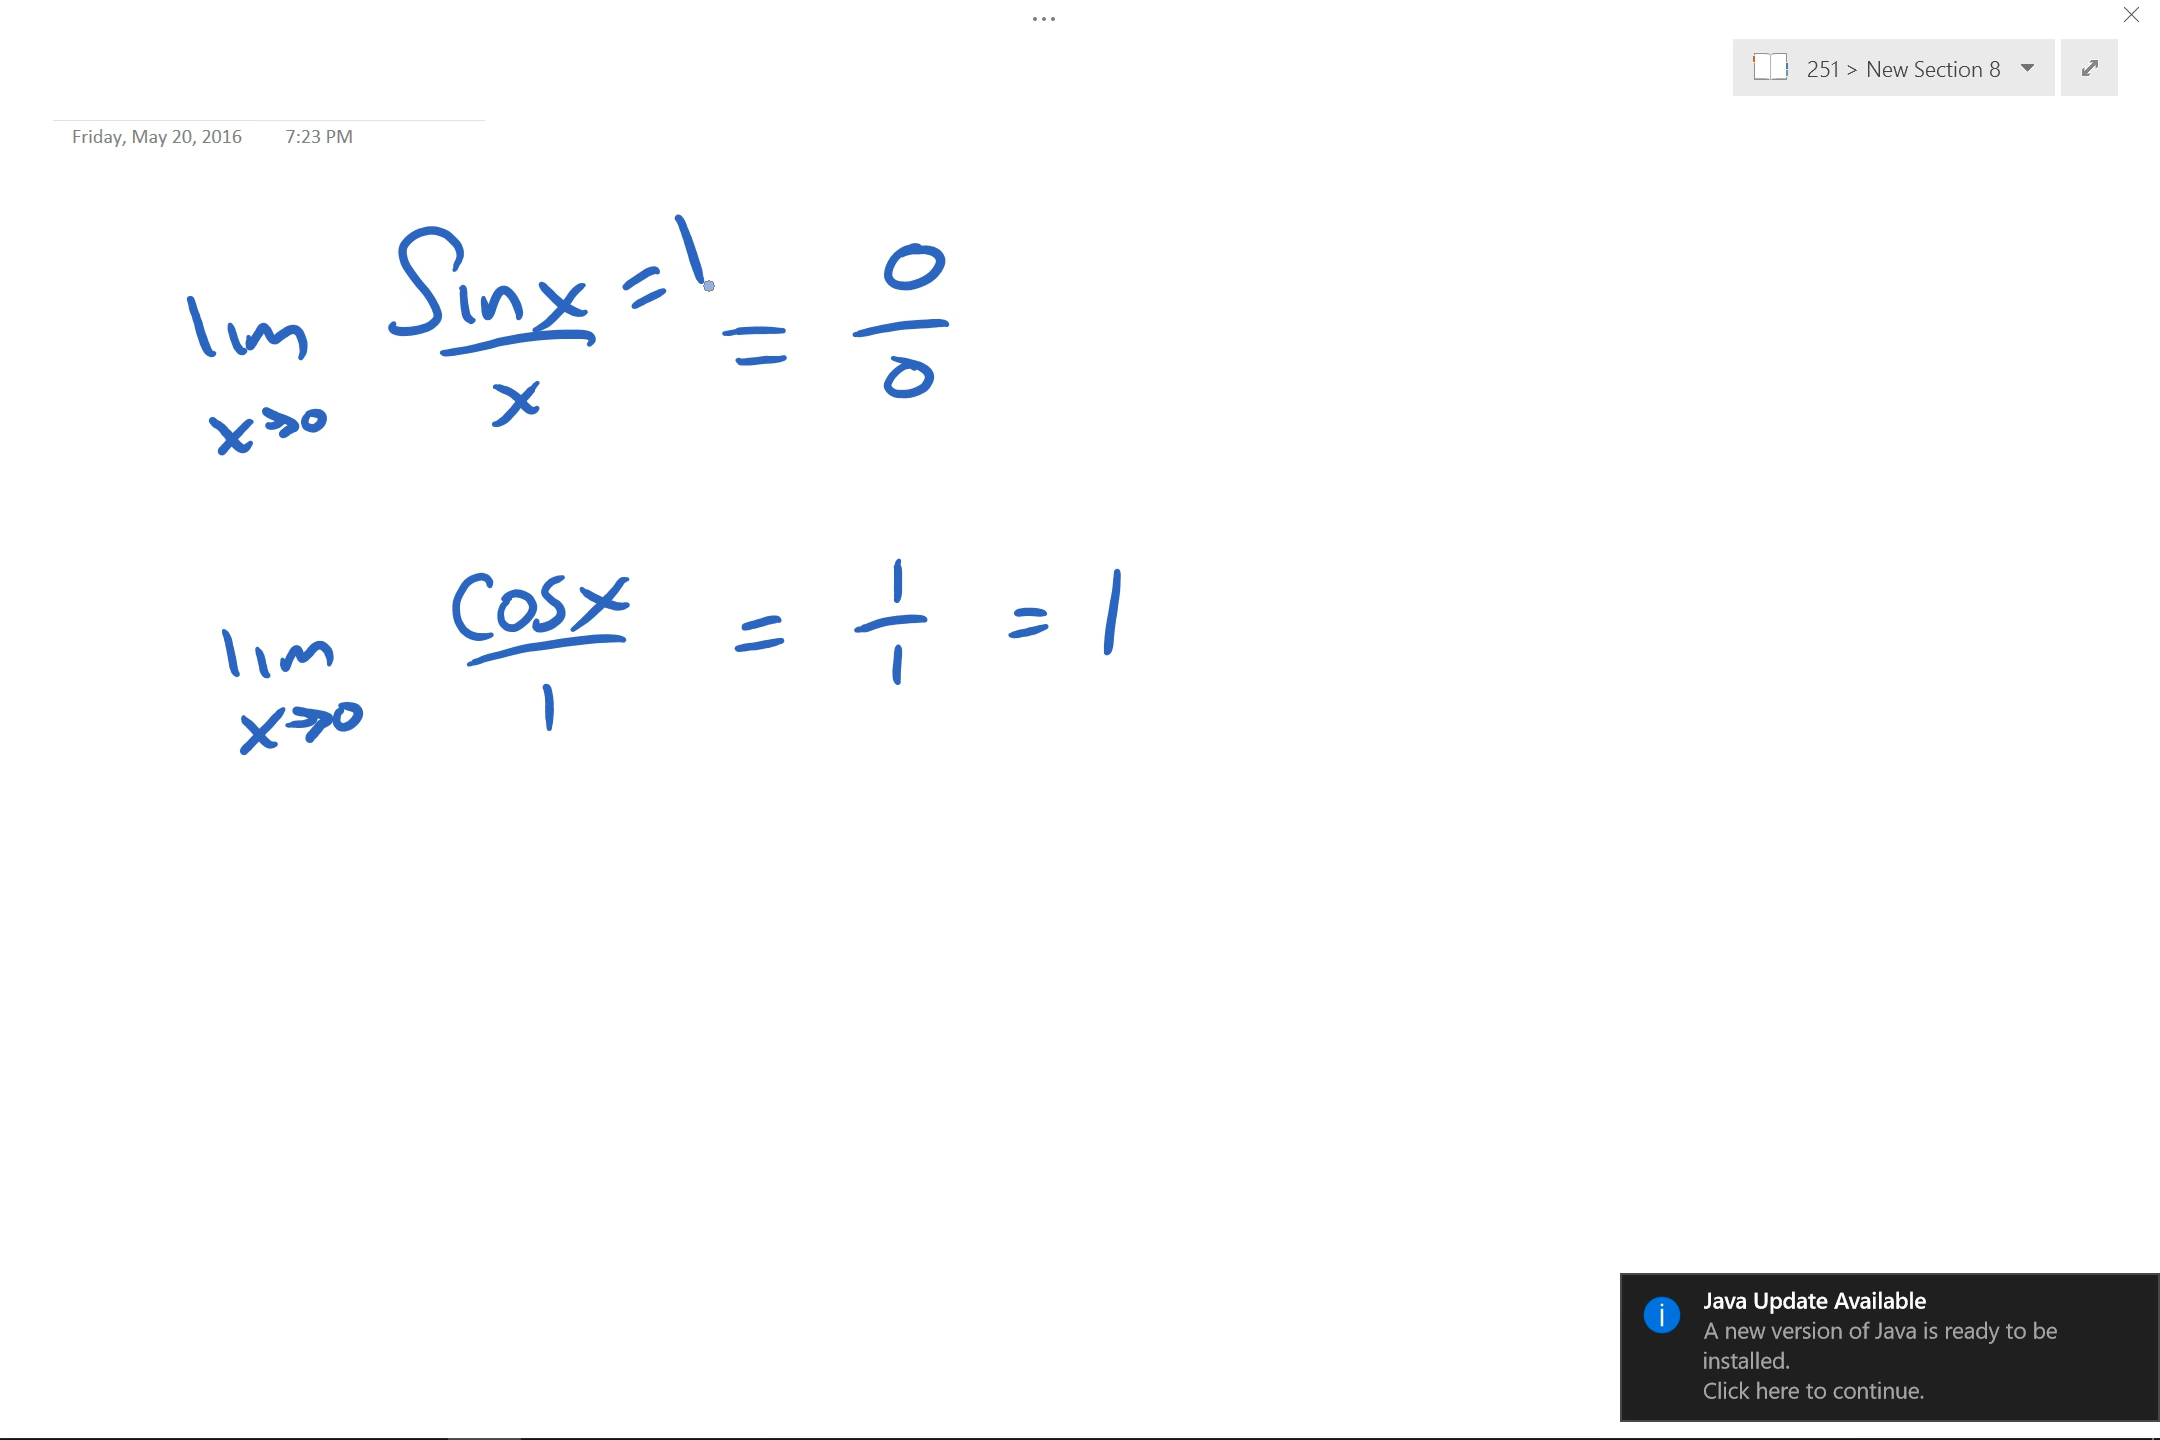 251 > New Section 8
Friday, May 20, 2016 7:23 PM
lim Sinx = 1 = 0
x→0 x 0
lim cosx = 1 = 1
x→0 1 1
Java Update Available
A new version of Java is ready to be
installed.
Click here to continue.